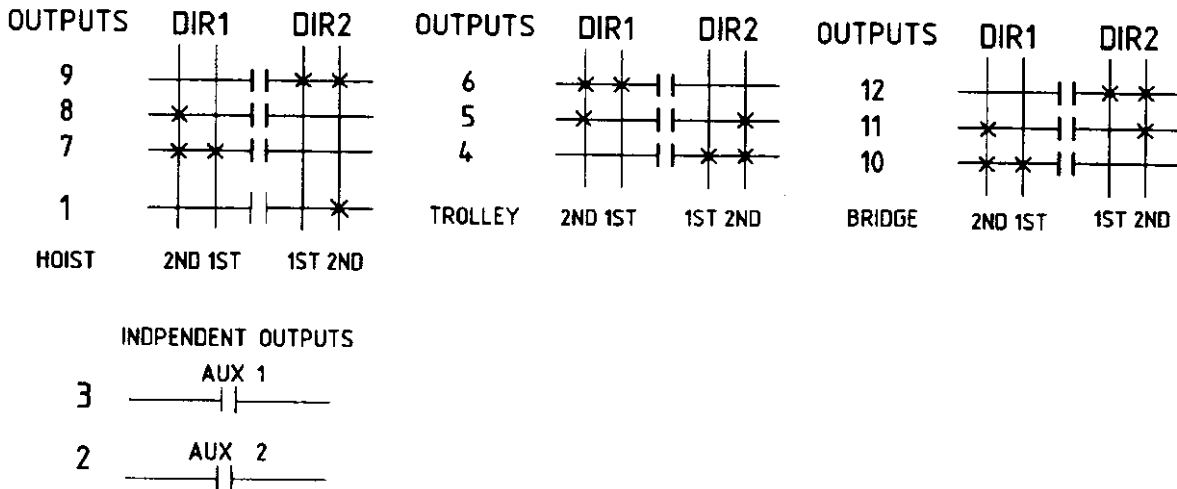 OUTPUTS DIR1 DIR2
9
8
7
1
HOIST 2ND 1ST 1ST 2ND
OUTPUTS DIR1 DIR2
6
5
4
TROLLEY 2ND 1ST 1ST 2ND
OUTPUTS DIR1 DIR2
12
11
10
BRIDGE 2ND 1ST 1ST 2ND
INDPENDENT OUTPUTS
3 AUX 1
2 AUX 2